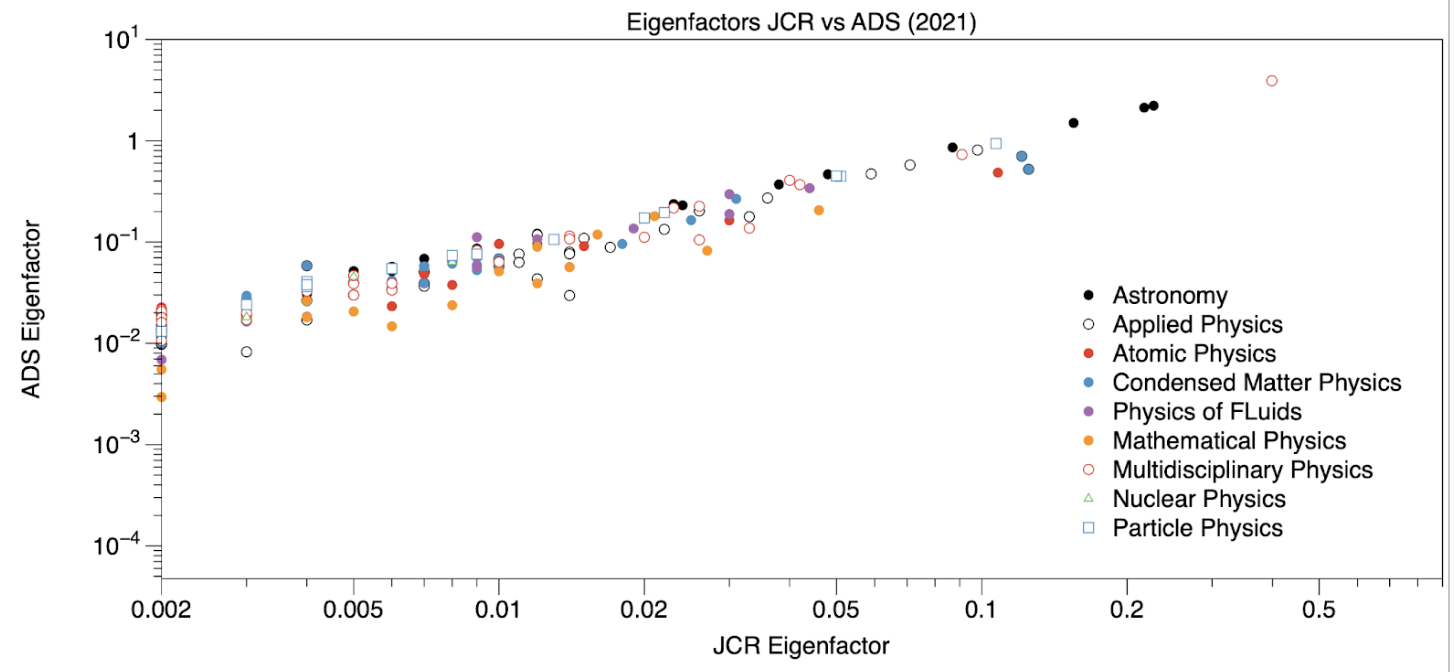 Eigenfactors JCR vs ADS (2021)
10¹
1
10⁻¹
10⁻²
10⁻³
10⁻⁴
ADS Eigenfactor
Astronomy
Applied Physics
Atomic Physics
Condensed Matter Physics
Physics of FLuids
Mathematical Physics
Multidisciplinary Physics
Nuclear Physics
Particle Physics
0.002 0.005 0.01 0.02 0.05 0.1 0.2 0.5
JCR Eigenfactor